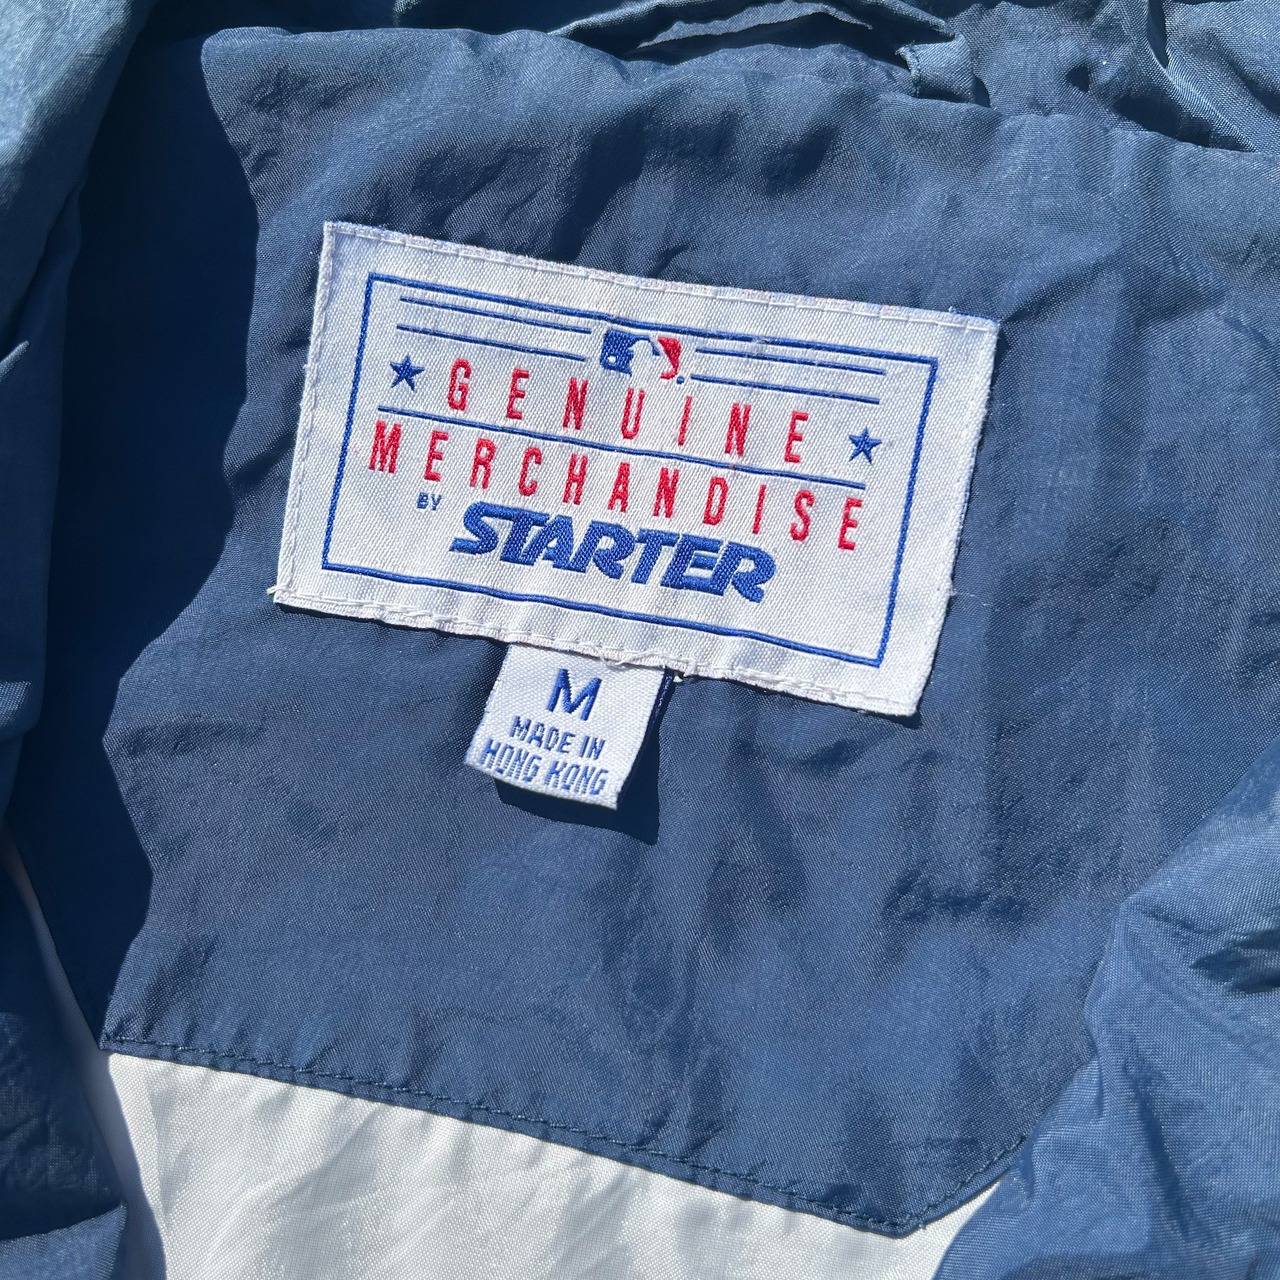 GENUINE
MERCHANDISE
BY STARTER
M
MADE IN
HONG KONG